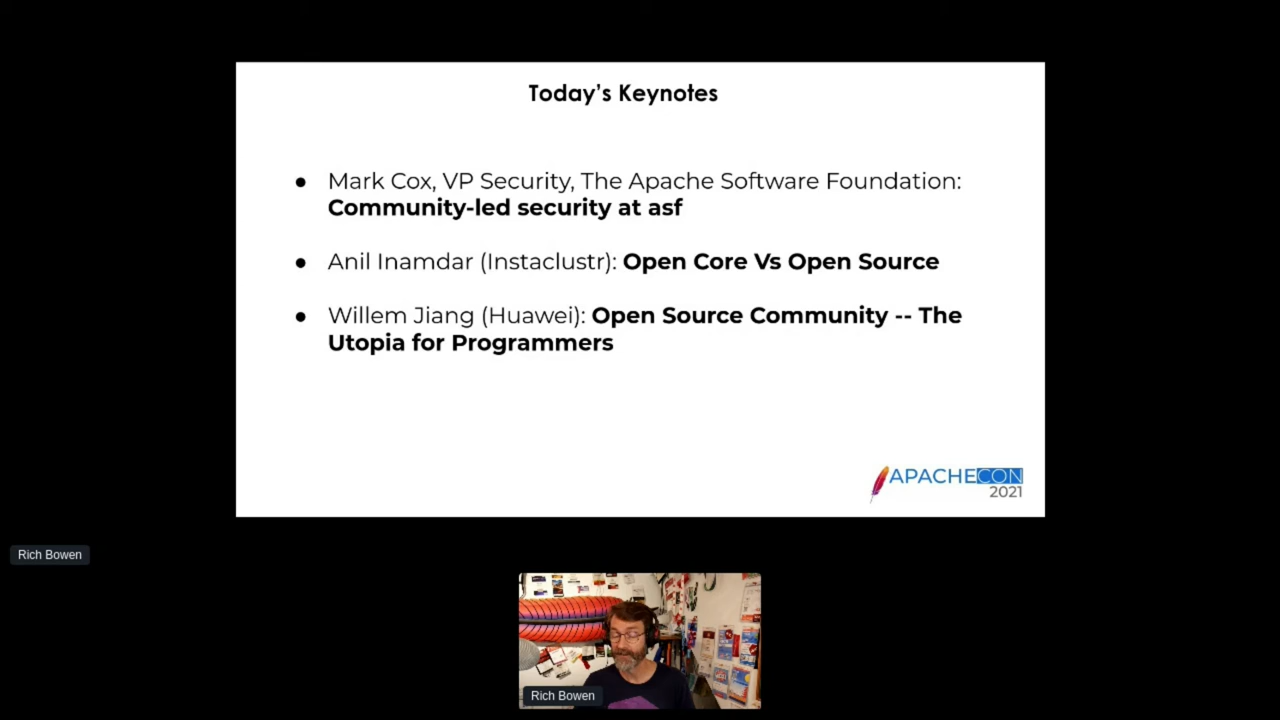 Today's Keynotes
● Mark Cox, VP Security, The Apache Software Foundation:
Community-led security at asf
● Anil Inamdar (Instaclustr): Open Core Vs Open Source
● Willem Jiang (Huawei): Open Source Community -- The
Utopia for Programmers
APACHECON
2021
Rich Bowen
Rich Bowen